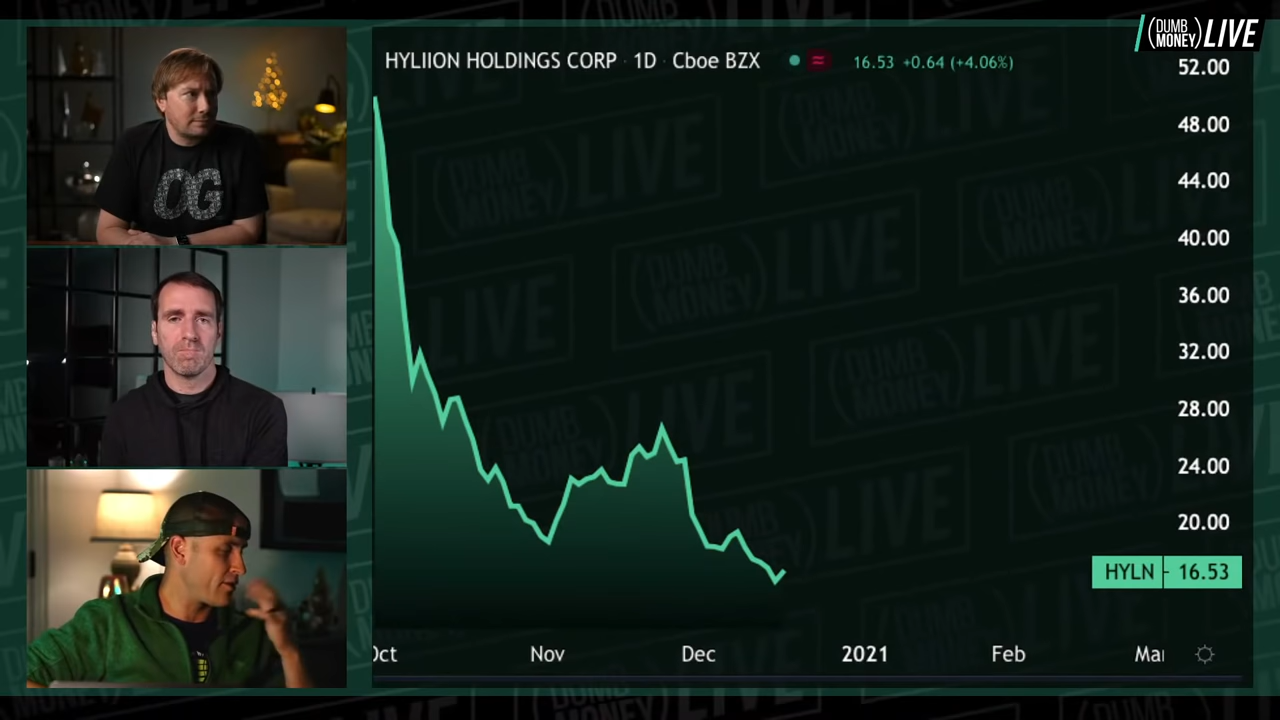 (DUMB MONEY) LIVE
HYLIION HOLDINGS CORP · 1D · Cboe BZX
16.53 +0.64 (+4.06%)
52.00
48.00
44.00
40.00
36.00
32.00
28.00
24.00
20.00
HYLN - 16.53
Oct
Nov
Dec
2021
Feb
Mar
OG